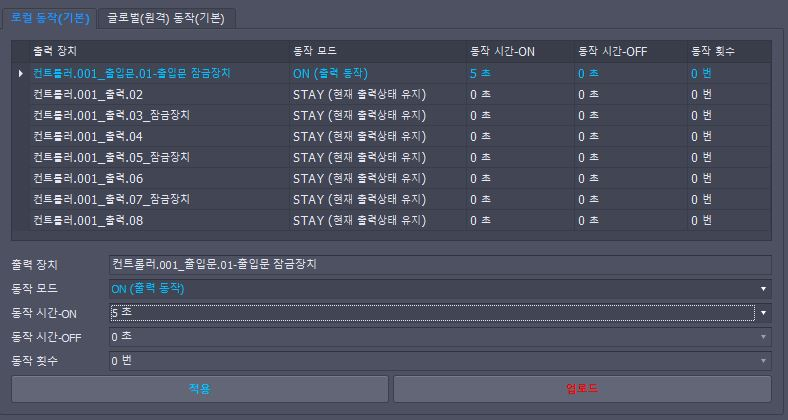 로컬 동작(기본) 글로벌(원격) 동작(기본)
출력 장치 동작 모드 동작 시간-ON 동작 시간-OFF 동작 횟수
컨트롤러.001_출입문.01-출입문 잠금장치 ON (출력 동작) 5 초 0 초 0 번
컨트롤러.001_출력.02 STAY (현재 출력상태 유지) 0 초 0 초 0 번
컨트롤러.001_출력.03_잠금장치 STAY (현재 출력상태 유지) 0 초 0 초 0 번
컨트롤러.001_출력.04 STAY (현재 출력상태 유지) 0 초 0 초 0 번
컨트롤러.001_출력.05_잠금장치 STAY (현재 출력상태 유지) 0 초 0 초 0 번
컨트롤러.001_출력.06 STAY (현재 출력상태 유지) 0 초 0 초 0 번
컨트롤러.001_출력.07_잠금장치 STAY (현재 출력상태 유지) 0 초 0 초 0 번
컨트롤러.001_출력.08 STAY (현재 출력상태 유지) 0 초 0 초 0 번
출력 장치 컨트롤러.001_출입문.01-출입문 잠금장치
동작 모드 ON (출력 동작)
동작 시간-ON 5 초
동작 시간-OFF 0 초
동작 횟수 0 번
적용 업로드